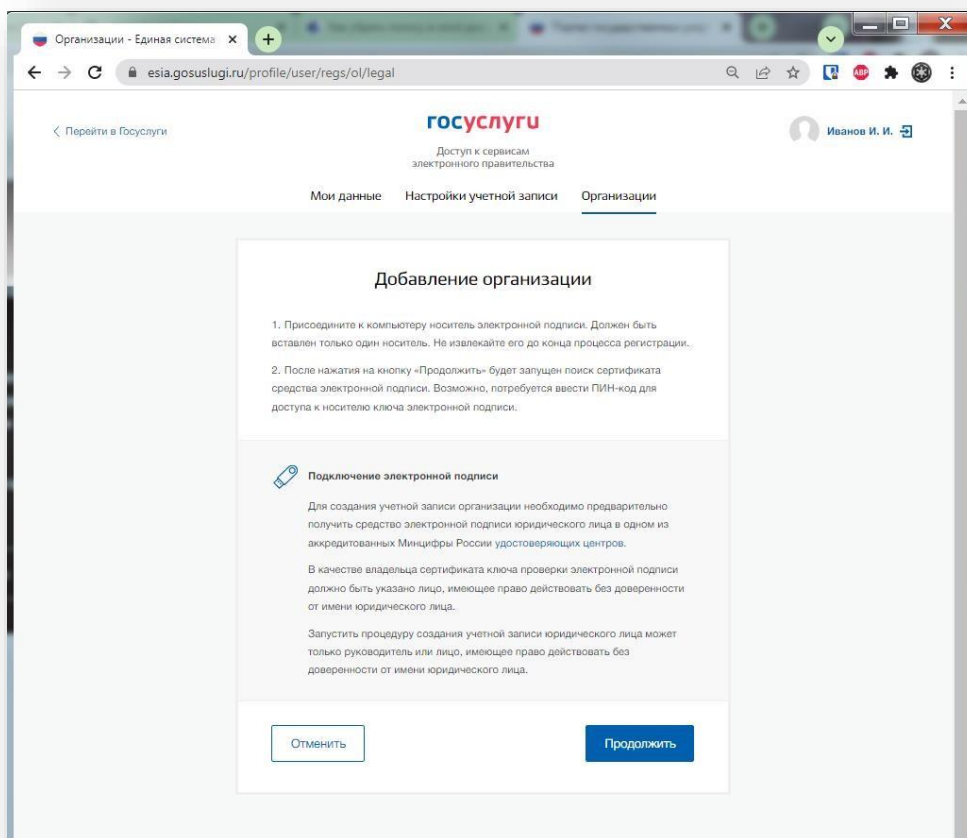 Организации - Единая система
esia.gosuslugi.ru/profile/user/regs/ol/legal
ABP
Перейти в Госуслуги
госуслуги
Иванов И. И.
Доступ к сервисам
электронного правительства
Мои данные Настройки учетной записи Организации
Добавление организации
1. Присоедините к компьютеру носитель электронной подписи. Должен быть
вставлен только один носитель. Не извлекайте его до конца процесса регистрации.
2. После нажатия на кнопку «Продолжить» будет запущен поиск сертификата
средства электронной подписи. Возможно, потребуется ввести ПИН-код для
доступа к носителю ключа электронной подписи.
Подключение электронной подписи
Для создания учетной записи организации необходимо предварительно
получить средство электронной подписи юридического лица в одном из
аккредитованных Минцифры России удостоверяющих центров.
В качестве владельца сертификата ключа проверки электронной подписи
должно быть указано лицо, имеющее право действовать без доверенности
от имени юридического лица.
Запустить процедуру создания учетной записи юридического лица может
только руководитель или лицо, имеющее право действовать без
доверенности от имени юридического лица.
Отменить Продолжить